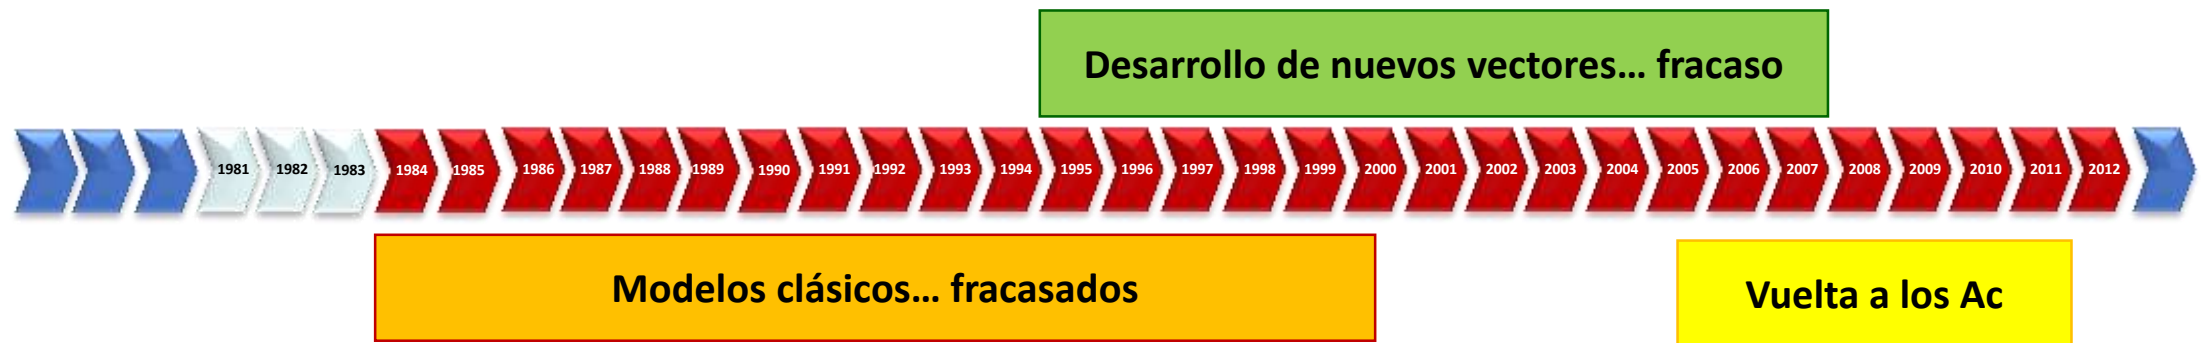 Desarrollo de nuevos vectores... fracaso
1981 1982 1983 1984 1985 1986 1987 1988 1989 1990 1991 1992 1993 1994 1995 1996 1997 1998 1999 2000 2001 2002 2003 2004 2005 2006 2007 2008 2009 2010 2011 2012
Modelos clásicos... fracasados
Vuelta a los Ac